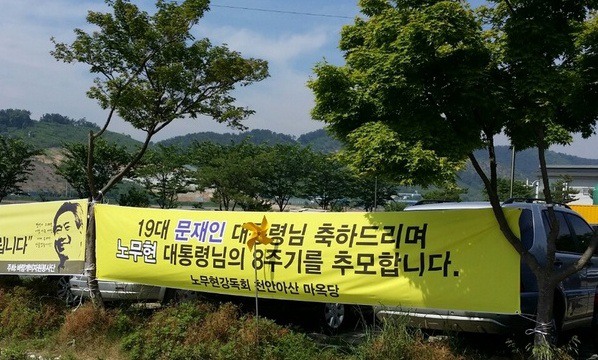 19대 문재인 대령님 축하드리며
노무현 대통령님의 8주기를 추모합니다.
노무현강독회 천안아산 마옥당
니다"